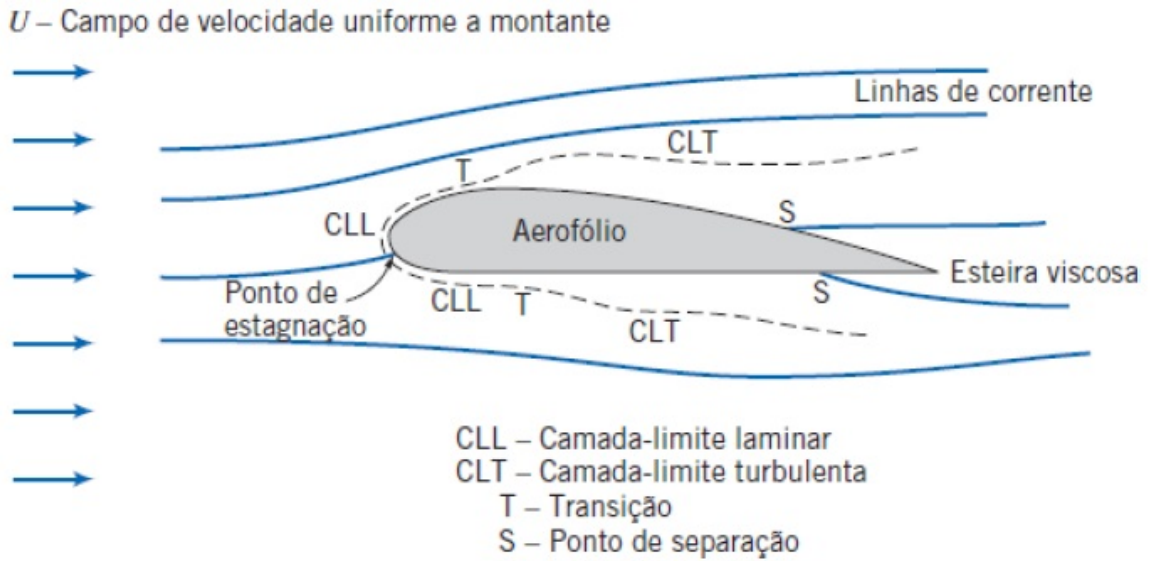 U – Campo de velocidade uniforme a montante
Linhas de corrente
CLT
T
CLL
S
Aerofólio
Ponto de
estagnação
CLL
T
CLT
S
Esteira viscosa
CLL – Camada-limite laminar
CLT – Camada-limite turbulenta
T – Transição
S – Ponto de separação